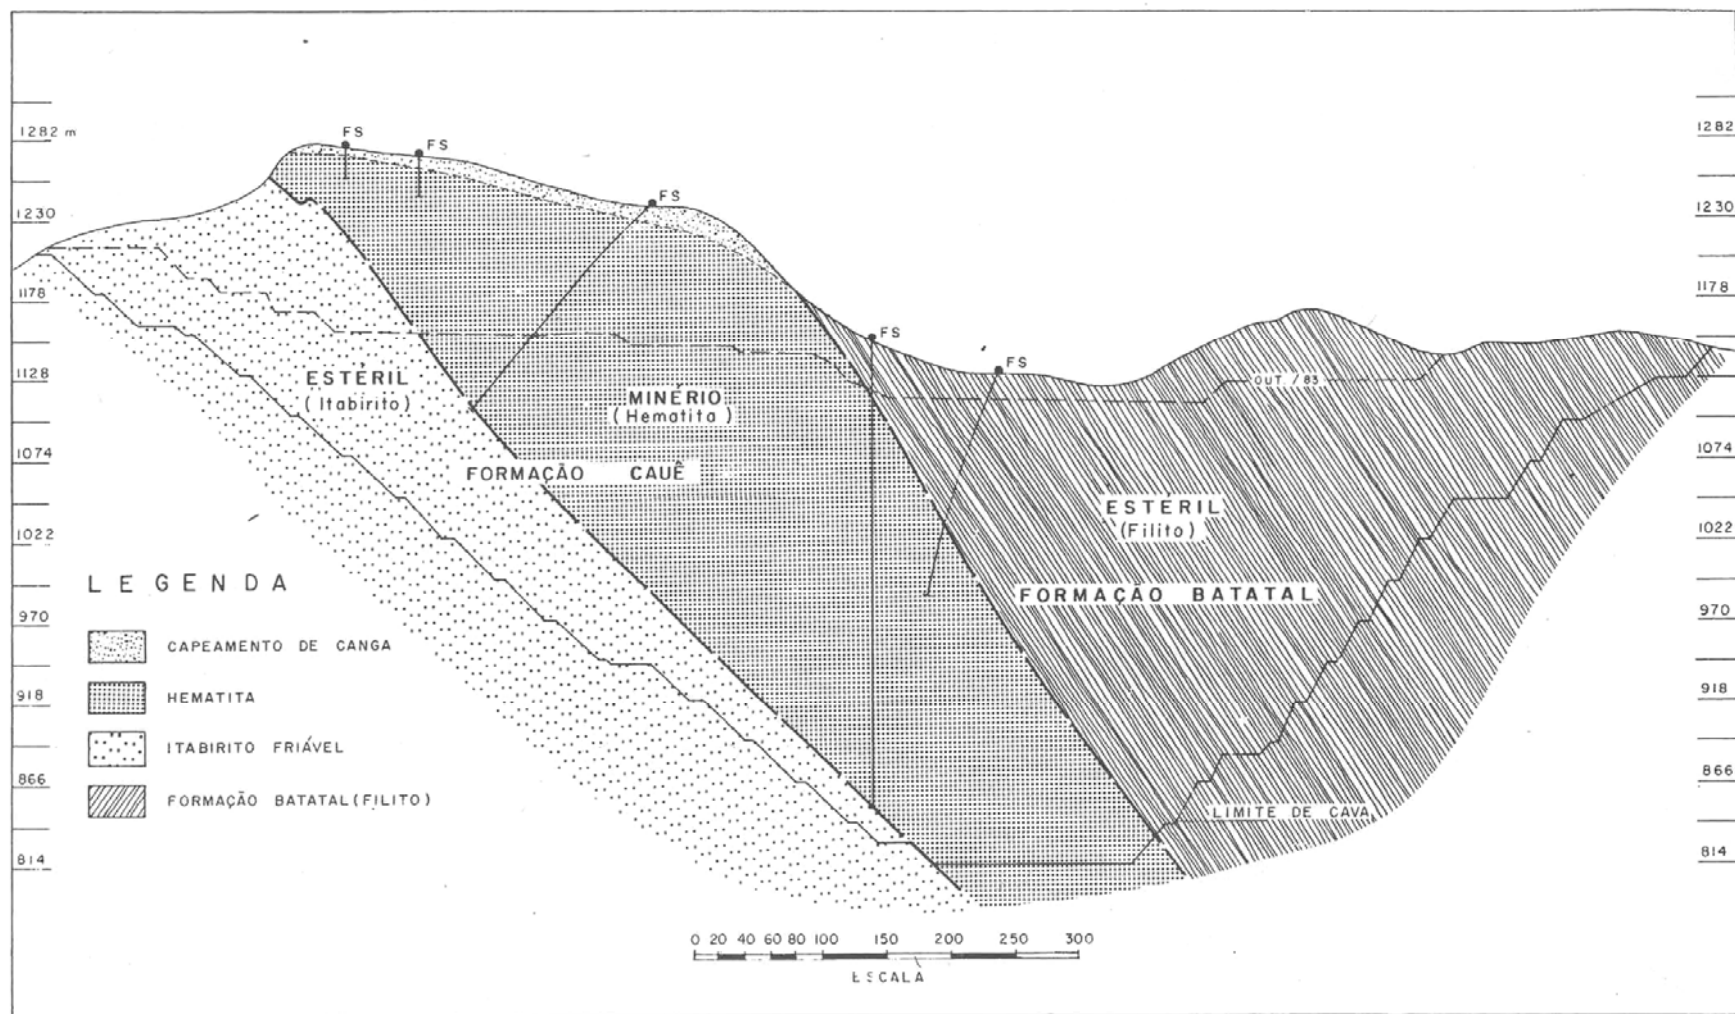 FS
FS
FS
FS
FS
1282 m
1230
1178
1128
1074
1022
970
918
866
814
1282
1230
1178
1128
1074
1022
970
918
866
814
ESTÉRIL
(Itabirito)
MINÉRIO
(Hematita)
FORMAÇÃO CAUÊ
OUT. / 83
ESTÉRIL
(Filito)
FORMAÇÃO BATATAL
LIMITE DE CAVA
LEGENDA
CAPEAMENTO DE CANGA
HEMATITA
ITABIRITO FRIÁVEL
FORMAÇÃO BATATAL (FILITO)
0 20 40 60 80 100 150 200 250 300
ESCALA